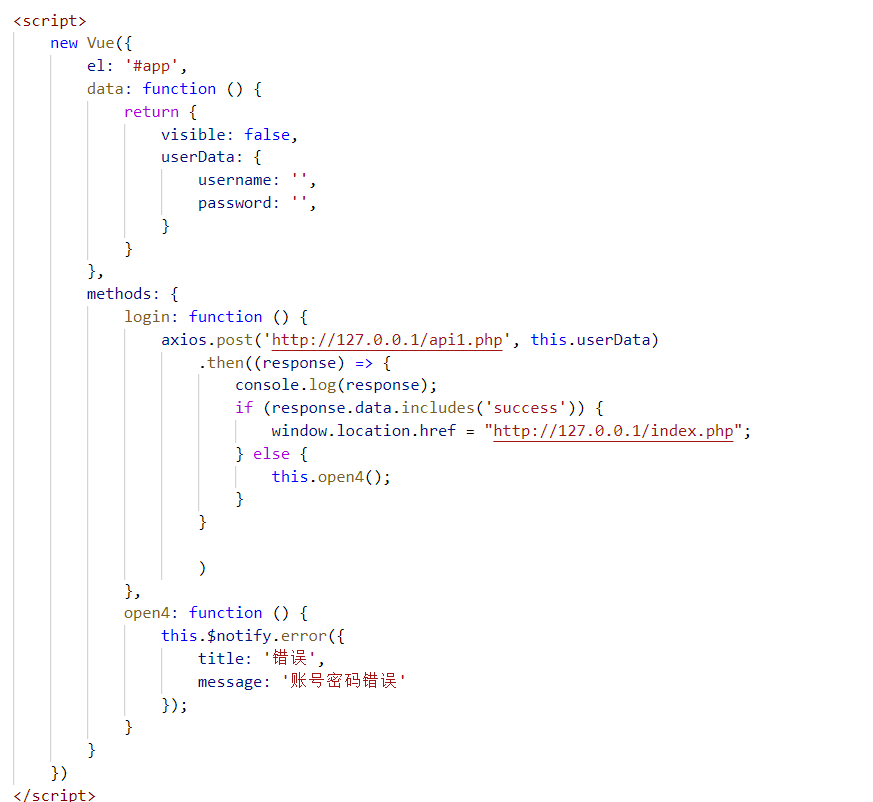 <script>
new Vue({
el: '#app',
data: function () {
return {
visible: false,
userData: {
username: '',
password: '',
}
}
},
methods: {
login: function () {
axios.post('http://127.0.0.1/api1.php', this.userData)
.then((response) => {
console.log(response);
if (response.data.includes('success')) {
window.location.href = "http://127.0.0.1/index.php";
} else {
this.open4();
}
}
)
},
open4: function () {
this.$notify.error({
title: '错误',
message: '账号密码错误'
});
}
}
})
</script>